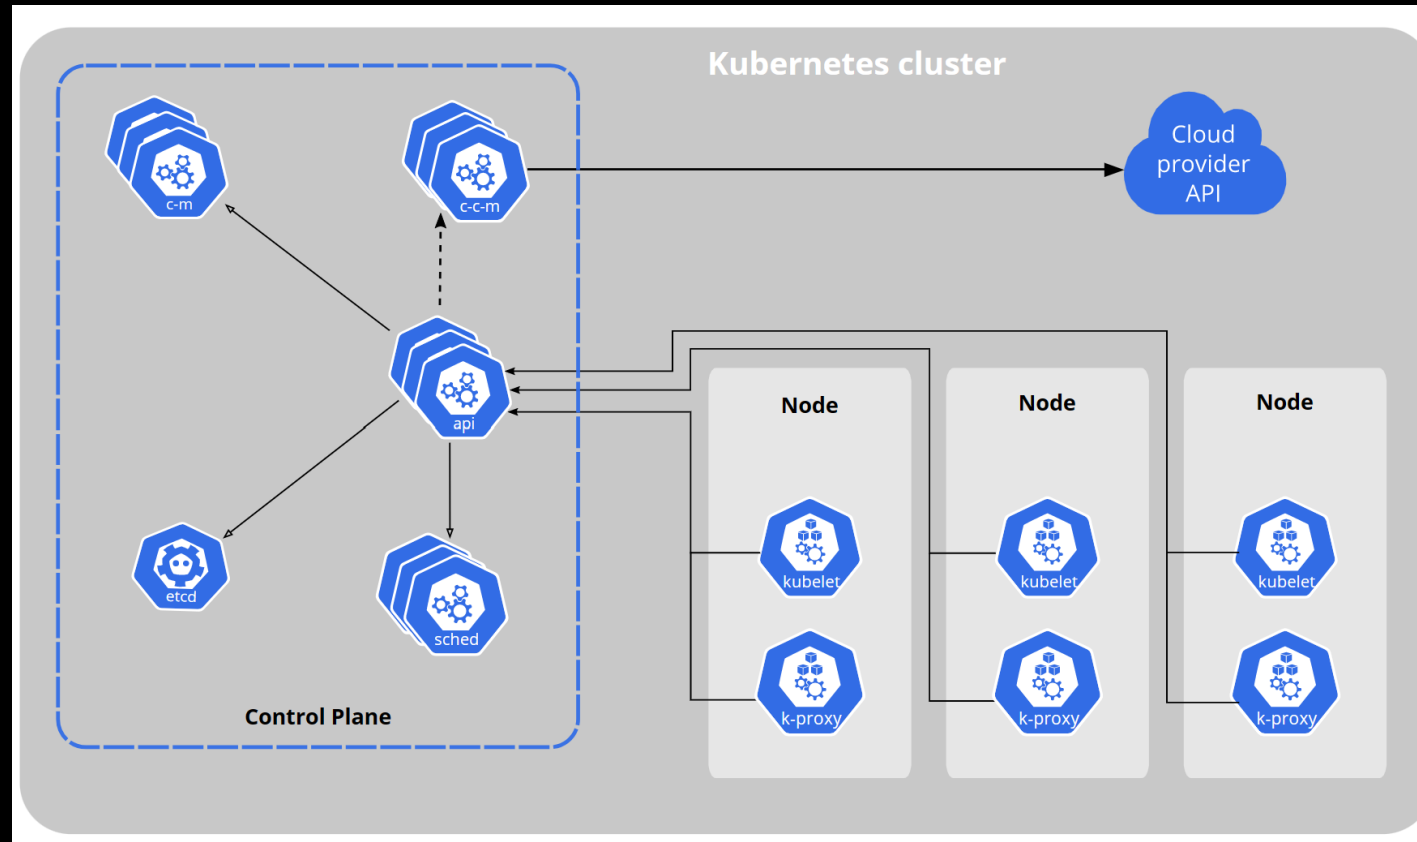 Kubernetes cluster
c-m
c-c-m
Cloud
provider
API
api
etcd
sched
Control Plane
Node
kubelet
k-proxy
Node
kubelet
k-proxy
Node
kubelet
k-proxy